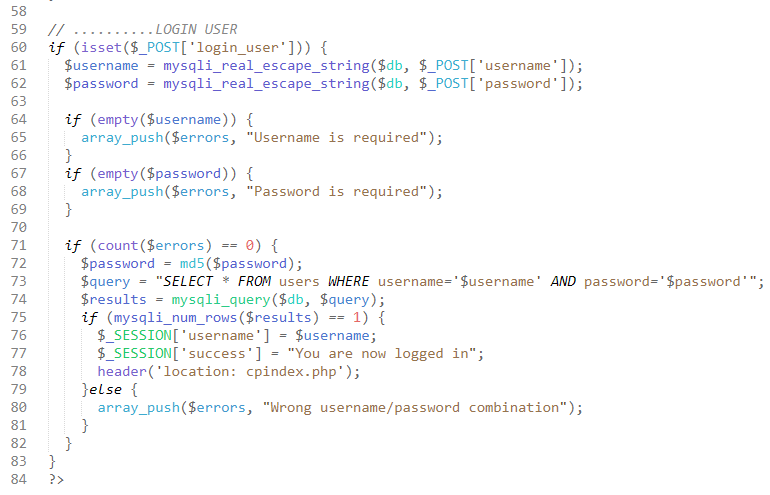 58
59 // ..........LOGIN USER
60 if (isset($_POST['login_user'])) {
61   $username = mysqli_real_escape_string($db, $_POST['username']);
62   $password = mysqli_real_escape_string($db, $_POST['password']);
63
64   if (empty($username)) {
65     array_push($errors, "Username is required");
66   }
67   if (empty($password)) {
68     array_push($errors, "Password is required");
69   }
70
71   if (count($errors) == 0) {
72     $password = md5($password);
73     $query = "SELECT * FROM users WHERE username='$username' AND password='$password'";
74     $results = mysqli_query($db, $query);
75     if (mysqli_num_rows($results) == 1) {
76       $_SESSION['username'] = $username;
77       $_SESSION['success'] = "You are now logged in";
78       header('location: cpindex.php');
79     }else {
80       array_push($errors, "Wrong username/password combination");
81     }
82   }
83 }
84 ?>